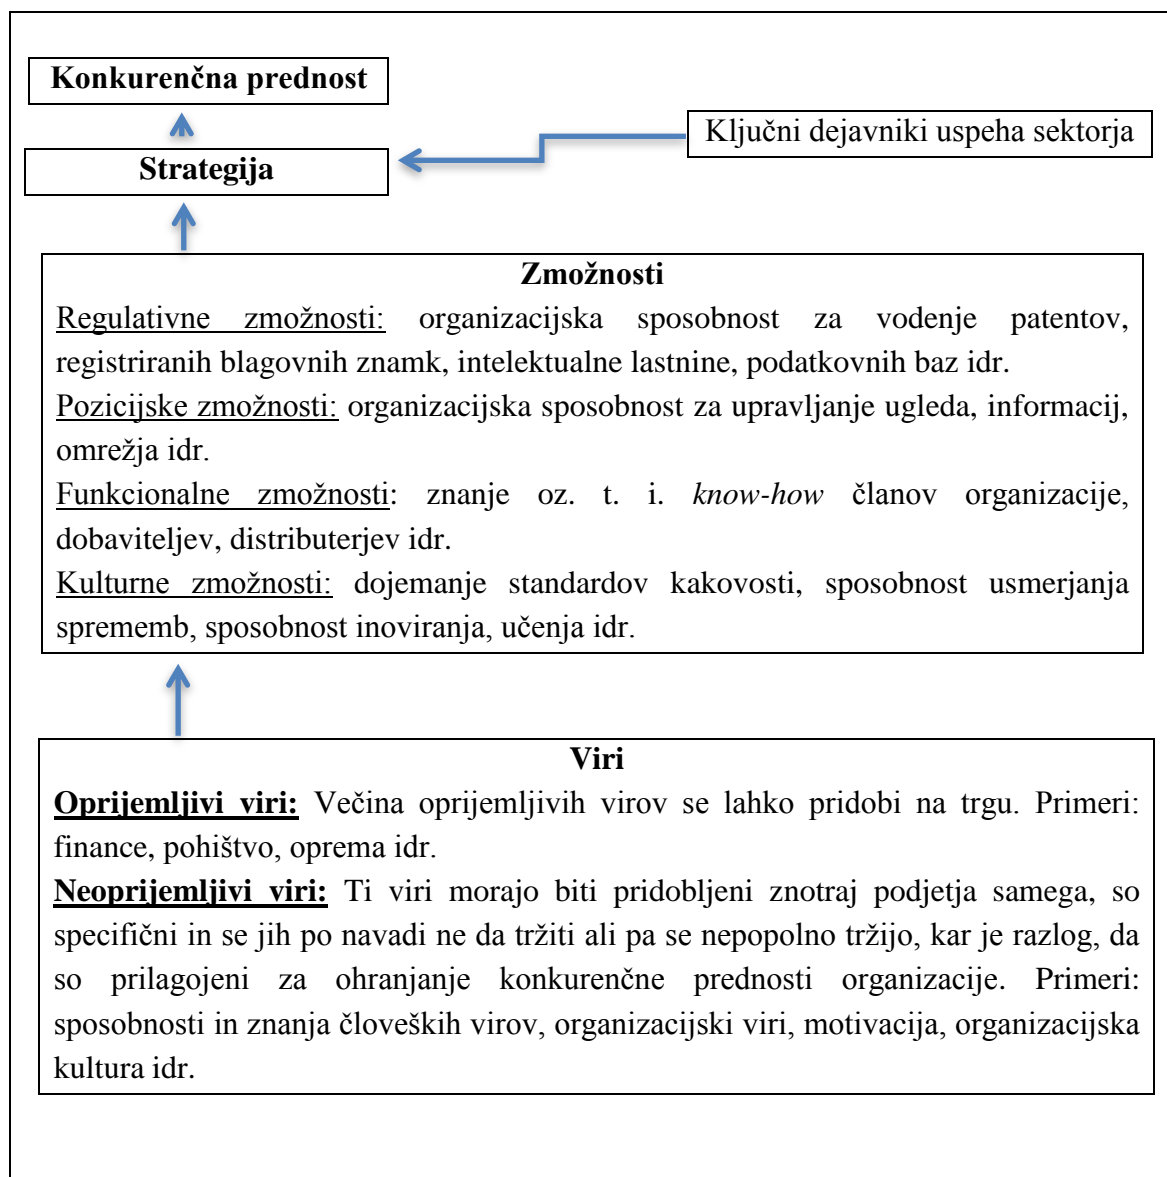 Konkurenčna prednost
Ključni dejavniki uspeha sektorja
Strategija
Zmožnosti
Regulativne zmožnosti: organizacijska sposobnost za vodenje patentov,
registriranih blagovnih znamk, intelektualne lastnine, podatkovnih baz idr.
Pozicijske zmožnosti: organizacijska sposobnost za upravljanje ugleda, informacij,
omrežja idr.
Funkcionalne zmožnosti: znanje oz. t. i. know-how članov organizacije,
dobaviteljev, distributerjev idr.
Kulturne zmožnosti: dojemanje standardov kakovosti, sposobnost usmerjanja
sprememb, sposobnost inoviranja, učenja idr.
Viri
Oprijemljivi viri: Večina oprijemljivih virov se lahko pridobi na trgu. Primeri:
finance, pohištvo, oprema idr.
Neoprijemljivi viri: Ti viri morajo biti pridobljeni znotraj podjetja samega, so
specifični in se jih po navadi ne da tržiti ali pa se nepopolno tržijo, kar je razlog, da
so prilagojeni za ohranjanje konkurenčne prednosti organizacije. Primeri:
sposobnosti in znanja človeških virov, organizacijski viri, motivacija, organizacijska
kultura idr.